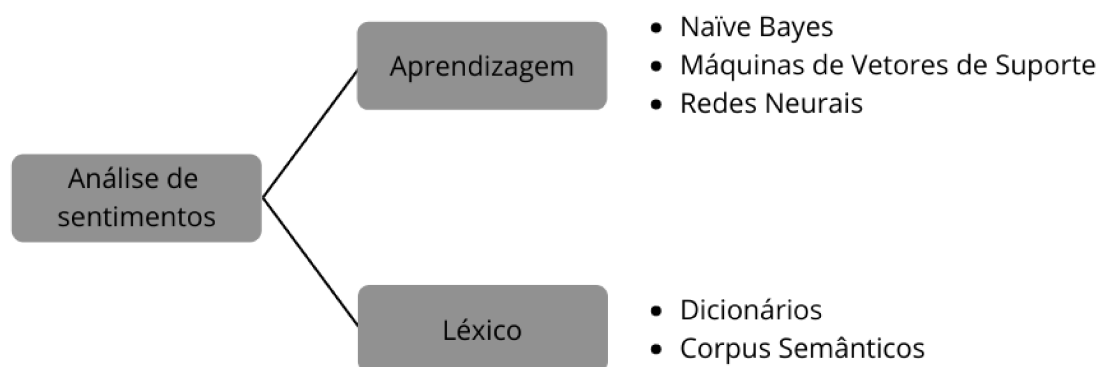 Análise de
sentimentos
Aprendizagem
• Naïve Bayes
• Máquinas de Vetores de Suporte
• Redes Neurais
Léxico
• Dicionários
• Corpus Semânticos